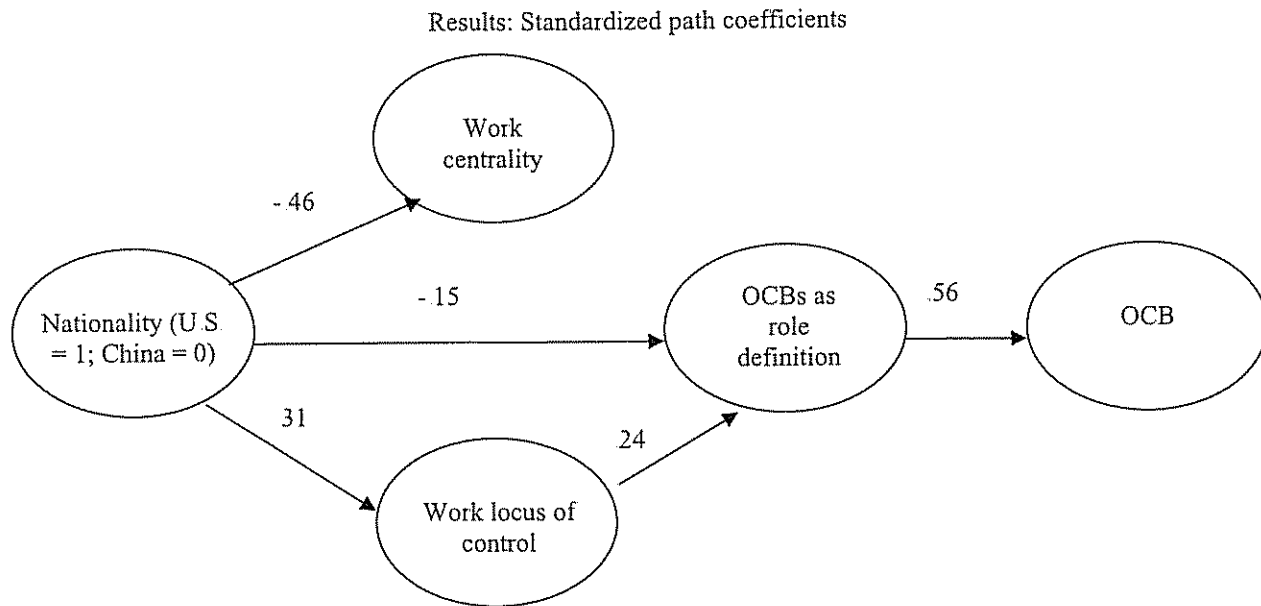 Results: Standardized path coefficients
Work
centrality
- .46
- .15
OCBs as
role
definition
.56
OCB
Nationality (U.S.
= 1; China = 0)
31
.24
Work locus of
control